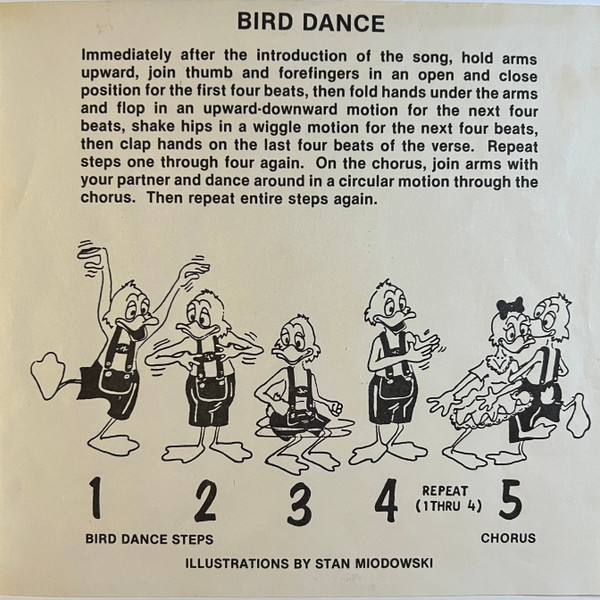 BIRD DANCE
Immediately after the introduction of the song, hold arms
upward, join thumb and forefingers in an open and close
position for the first four beats, then fold hands under the arms
and flop in an upward-downward motion for the next four
beats, shake hips in a wiggle motion for the next four beats,
then clap hands on the last four beats of the verse. Repeat
steps one through four again. On the chorus, join arms with
your partner and dance around in a circular motion through the
chorus. Then repeat entire steps again.
1 2 3 4 REPEAT 5
(1 THRU 4)
BIRD DANCE STEPS CHORUS
ILLUSTRATIONS BY STAN MIODOWSKI